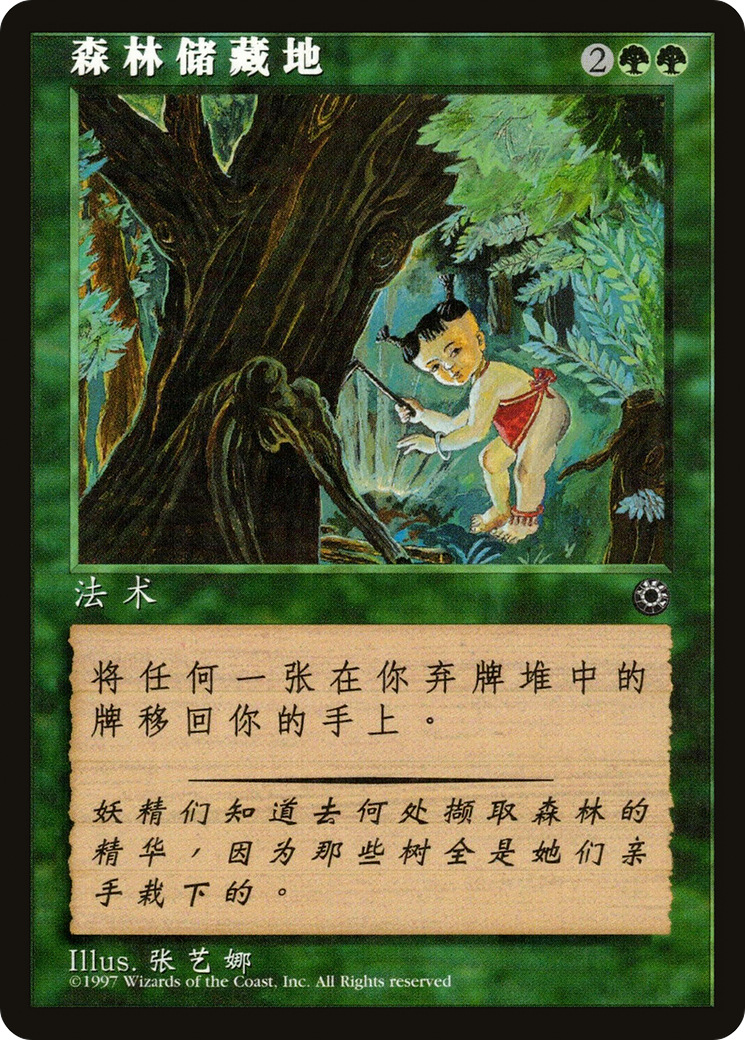 森林储藏地
2
法术
将任何一张在你弃牌堆中的
牌移回你的手上。
妖精们知道去何处撷取森林的
精华，因为那些树全是她们亲
手栽下的。
Illus. 张艺娜
©1997 Wizards of the Coast, Inc. All Rights reserved